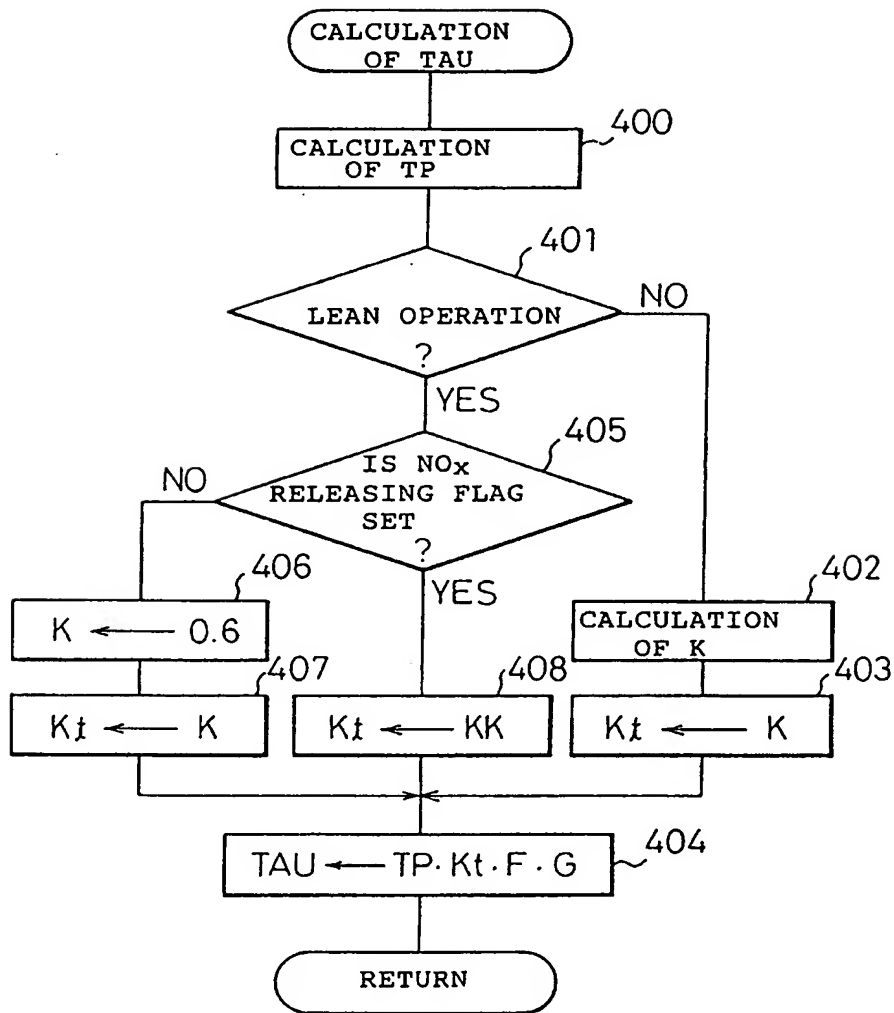 CALCULATION
OF TAU
400
CALCULATION
OF TP
401
LEAN OPERATION
?
NO
YES
405
IS NOx
RELEASING FLAG
SET
?
NO
YES
406
K ← 0.6
402
CALCULATION
OF K
407
Kt ← K
408
Kt ← KK
403
Kt ← K
404
TAU ← TP · Kt · F · G
RETURN